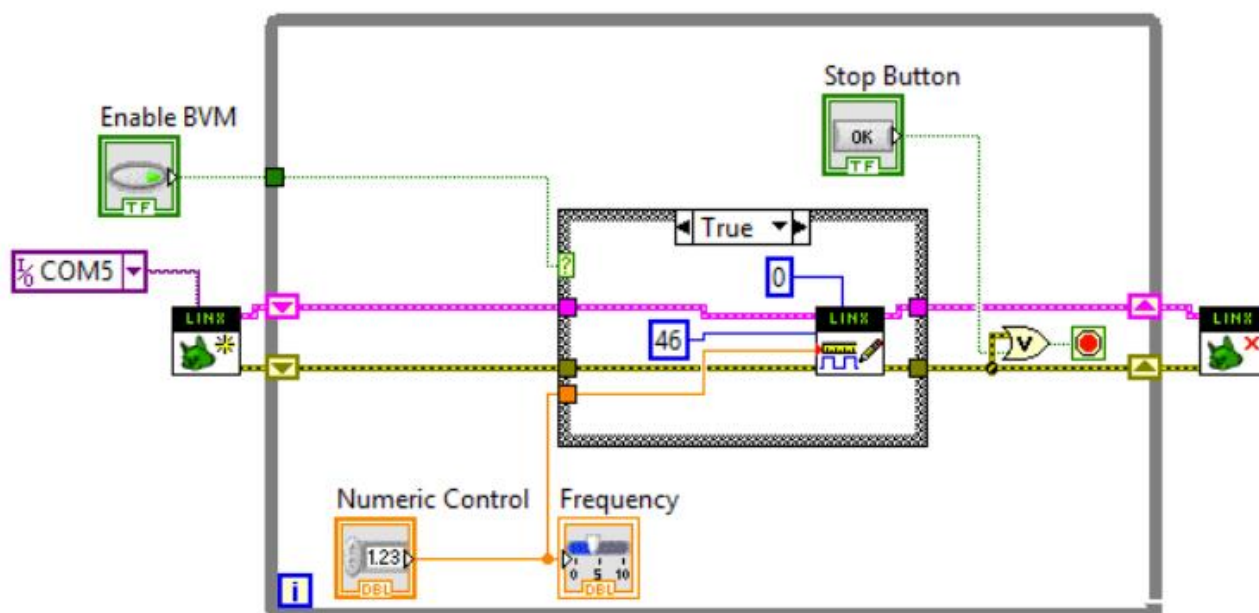 Stop Button
OK
TF
Enable BVM
TF
True
?
I/O COM5
0
LINX
46
LINX
V
LINX
Numeric Control
Frequency
1.23
DBL
0 5 10
DBL
i